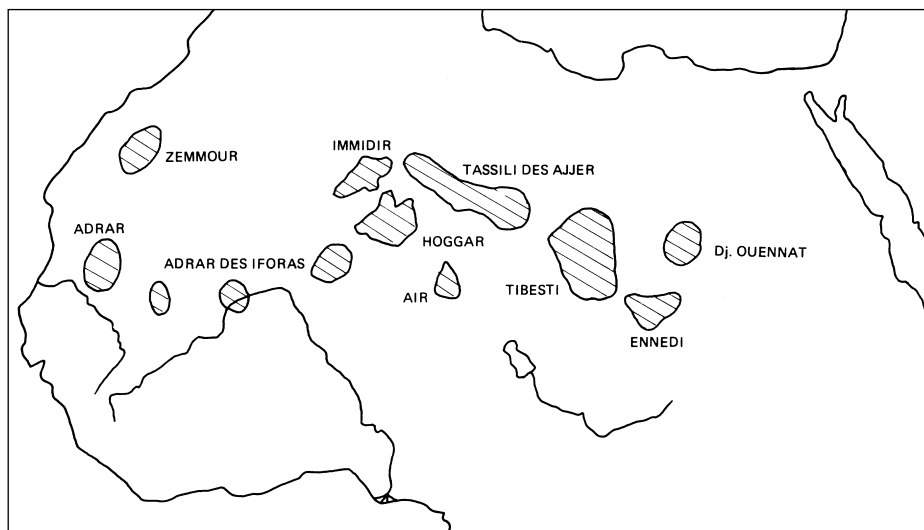 IMMIDIR
ZEMMOUR
TASSILI DES AJJER
ADRAR
HOGGAR
Dj. OUENNAT
ADRAR DES IFORAS
AIR
TIBESTI
ENNEDI